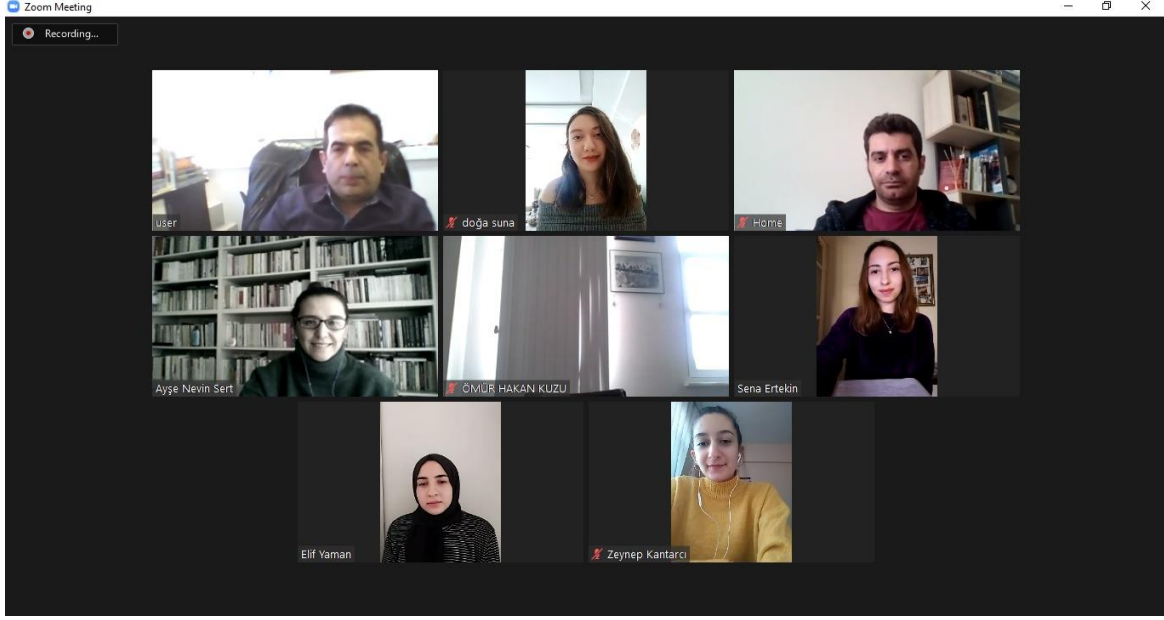 Zoom Meeting
Recording...
user
doğa suna
Home
Ayşe Nevin Sert
ÖMÜR HAKAN KUZU
Sena Ertekin
Elif Yaman
Zeynep Kantarcı